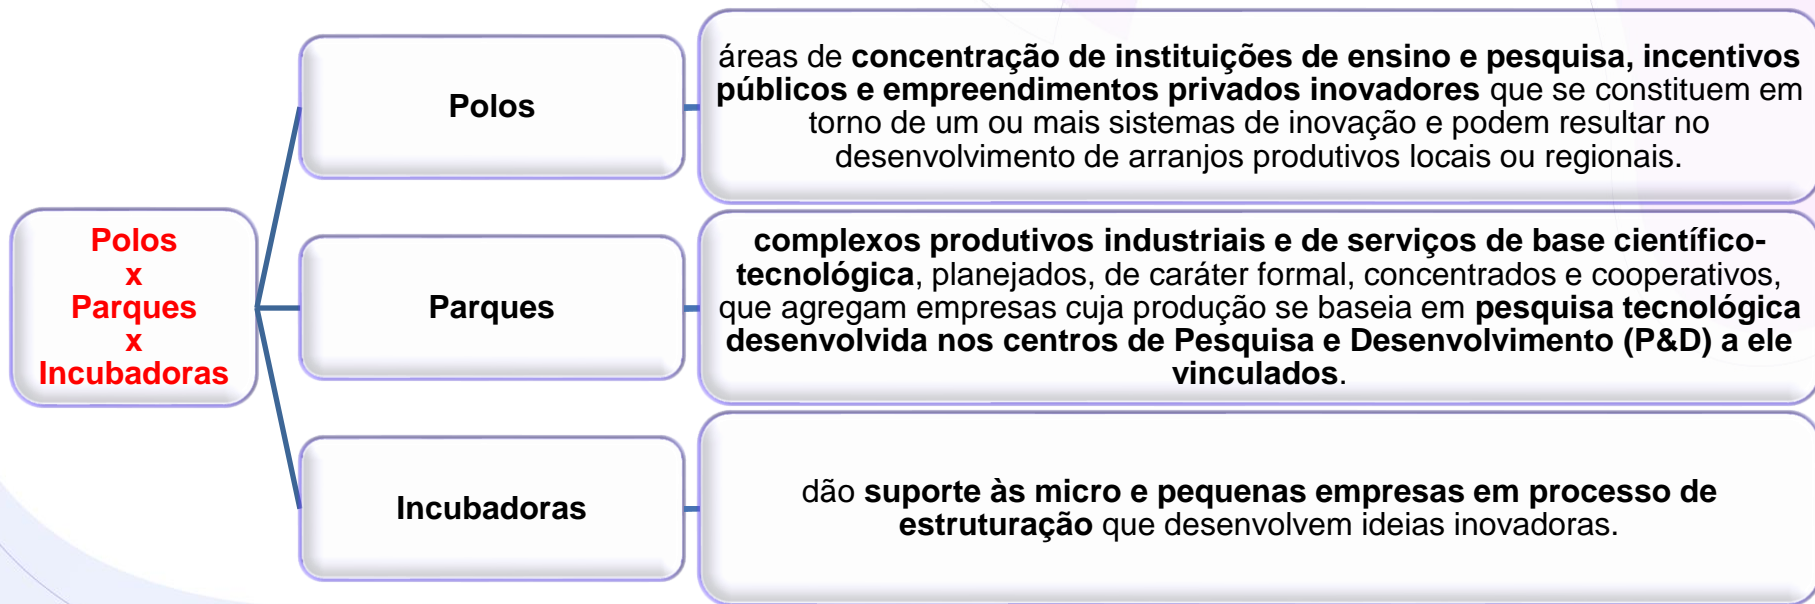 Polos
x
Parques
x
Incubadoras
Polos
áreas de concentração de instituições de ensino e pesquisa, incentivos
públicos e empreendimentos privados inovadores que se constituem em
torno de um ou mais sistemas de inovação e podem resultar no
desenvolvimento de arranjos produtivos locais ou regionais.
Parques
complexos produtivos industriais e de serviços de base científico-
tecnológica, planejados, de caráter formal, concentrados e cooperativos,
que agregam empresas cuja produção se baseia em pesquisa tecnológica
desenvolvida nos centros de Pesquisa e Desenvolvimento (P&D) a ele
vinculados.
Incubadoras
dão suporte às micro e pequenas empresas em processo de
estruturação que desenvolvem ideias inovadoras.